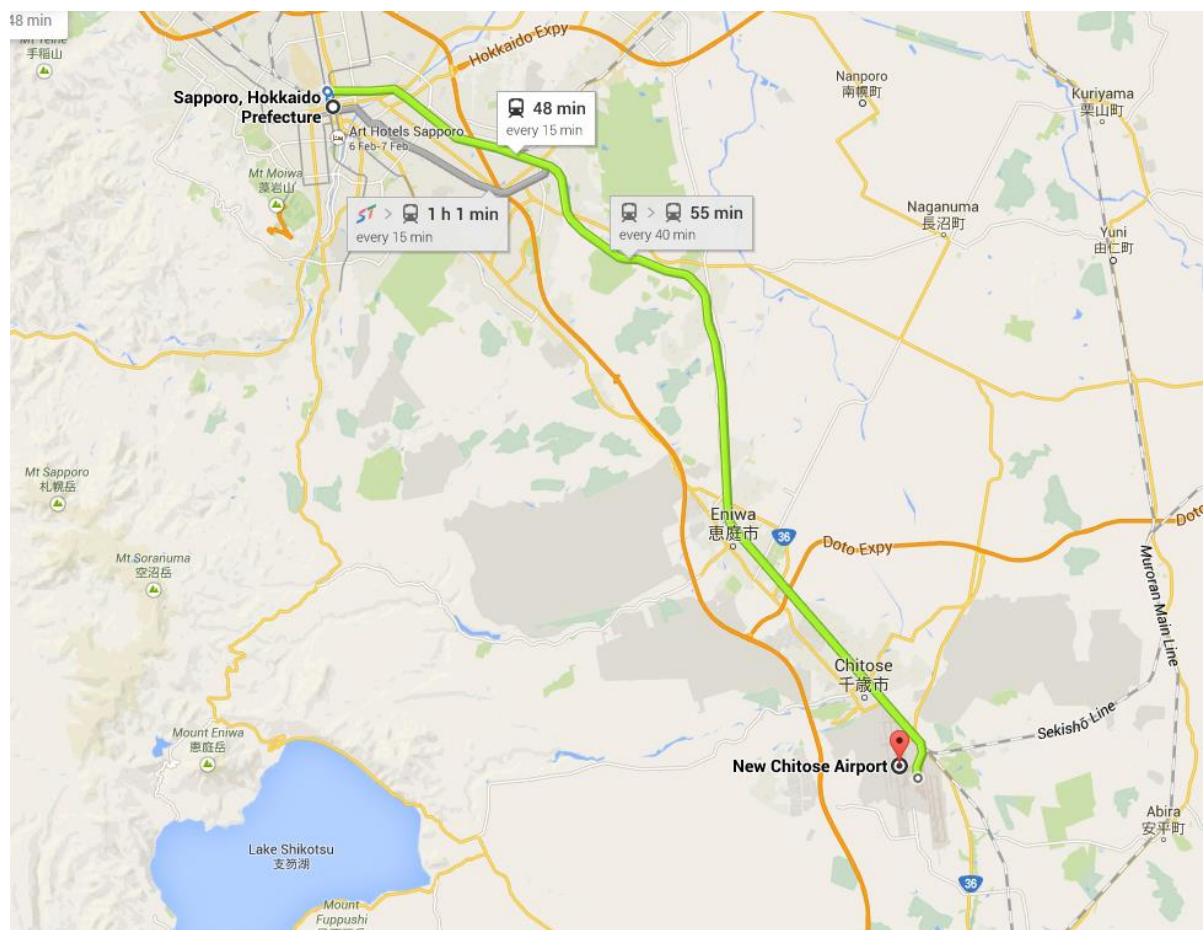 48 min
Mt Teine
手稲山
Hokkaido Expy
Nanporo
南幌町
Kuriyama
栗山町
Sapporo, Hokkaido
Prefecture
48 min
every 15 min
Art Hotels Sapporo
6 Feb-7 Feb
Mt Moiwa
藻岩山
ST > 1 h 1 min
every 15 min
> 55 min
every 40 min
Naganuma
長沼町
Yuni
由仁町
Mt Sapporo
札幌岳
Mt Soranuma
空沼岳
Eniwa
恵庭市
36
Doto Expy
Doto
Muroran Main Line
Chitose
千歳市
Sekishō Line
Mount Eniwa
恵庭岳
New Chitose Airport
Lake Shikotsu
支笏湖
Abira
安平町
36
Mount
Fuppushi